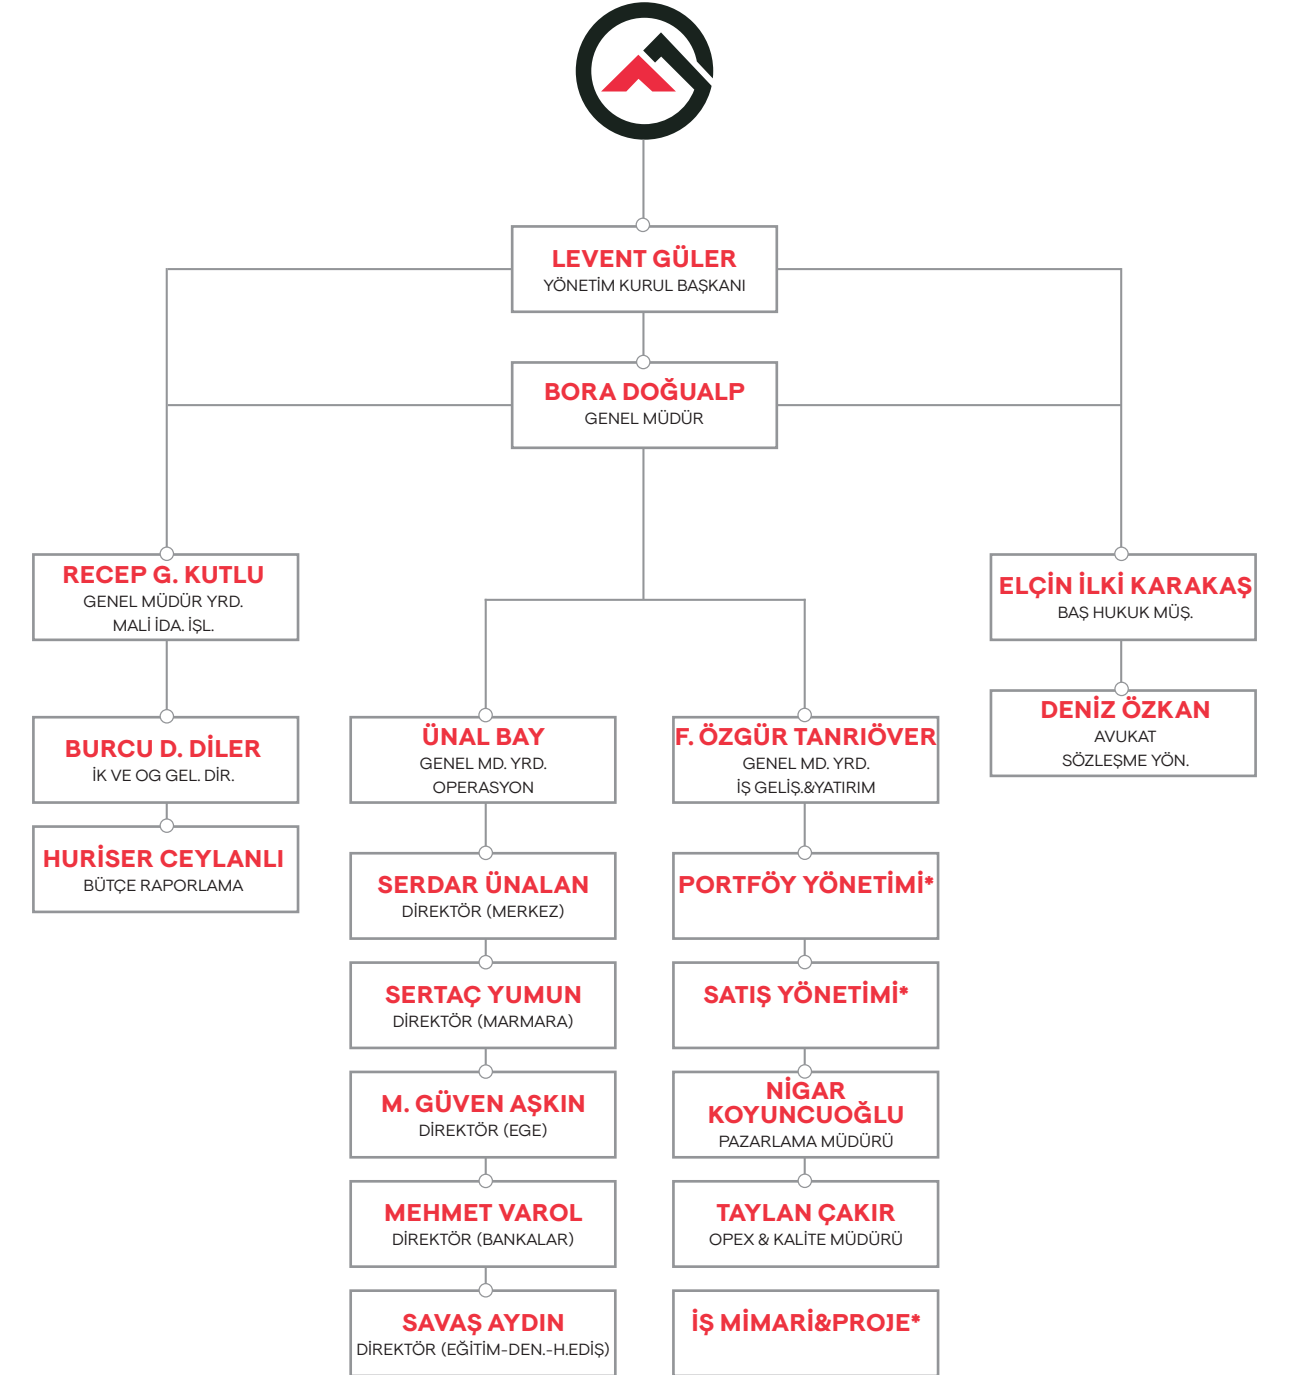 LEVENT GÜLER
YÖNETİM KURUL BAŞKANI
BORA DOĞUALP
GENEL MÜDÜR
RECEP G. KUTLU
GENEL MÜDÜR YRD.
MALİ İDA. İŞL.
BURCU D. DİLER
İK VE OG GEL. DİR.
HURİSER CEYLANLI
BÜTÇE RAPORLAMA
ÜNAL BAY
GENEL MD. YRD.
OPERASYON
SERDAR ÜNALAN
DİREKTÖR (MERKEZ)
SERTAÇ YUMUN
DİREKTÖR (MARMARA)
M. GÜVEN AŞKIN
DİREKTÖR (EGE)
MEHMET VAROL
DİREKTÖR (BANKALAR)
SAVAŞ AYDIN
DİREKTÖR (EĞİTİM-DEN.-H.EDİŞ)
F. ÖZGÜR TANRIÖVER
GENEL MD. YRD.
İŞ GELİŞ.&YATIRIM
PORTFÖY YÖNETİMİ*
SATIŞ YÖNETİMİ*
NİGAR
KOYUNCUOĞLU
PAZARLAMA MÜDÜRÜ
TAYLAN ÇAKIR
OPEX & KALİTE MÜDÜRÜ
İŞ MİMARİ&PROJE*
ELÇİN İLKİ KARAKAŞ
BAŞ HUKUK MÜŞ.
DENİZ ÖZKAN
AVUKAT
SÖZLEŞME YÖN.